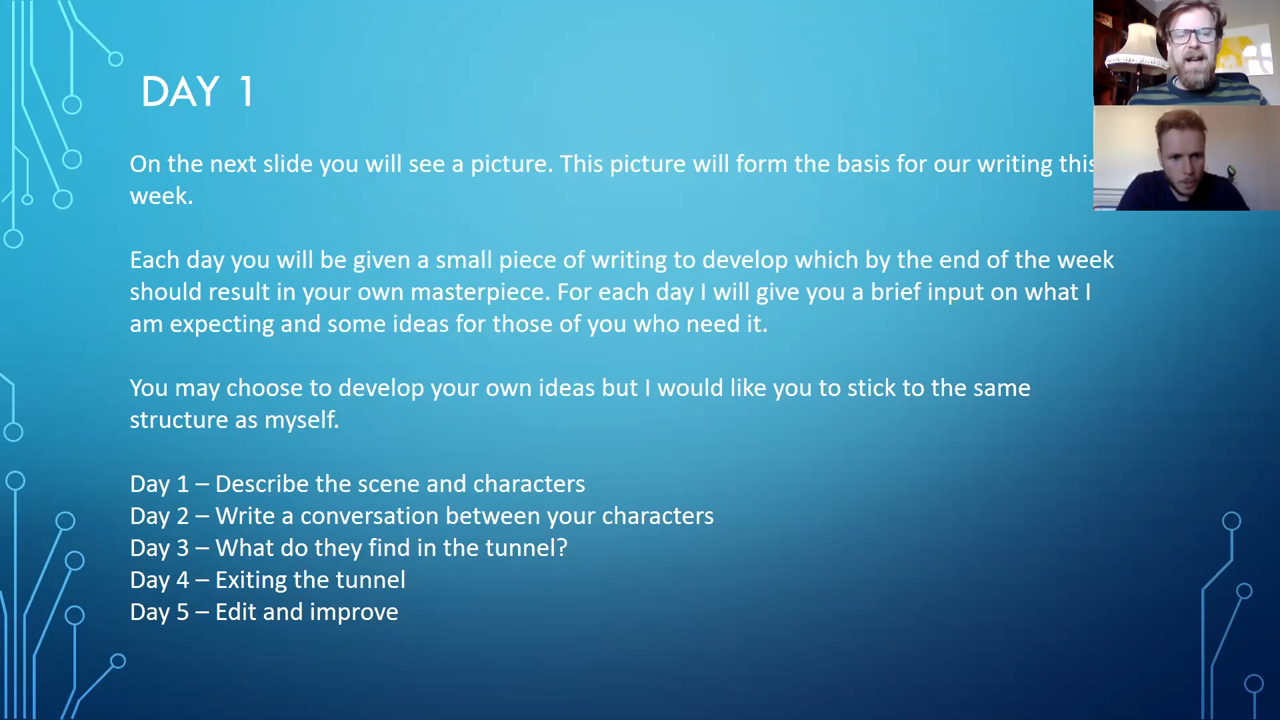 DAY 1
On the next slide you will see a picture. This picture will form the basis for our writing this
week.
Each day you will be given a small piece of writing to develop which by the end of the week
should result in your own masterpiece. For each day I will give you a brief input on what I
am expecting and some ideas for those of you who need it.
You may choose to develop your own ideas but I would like you to stick to the same
structure as myself.
Day 1 – Describe the scene and characters
Day 2 – Write a conversation between your characters
Day 3 – What do they find in the tunnel?
Day 4 – Exiting the tunnel
Day 5 – Edit and improve